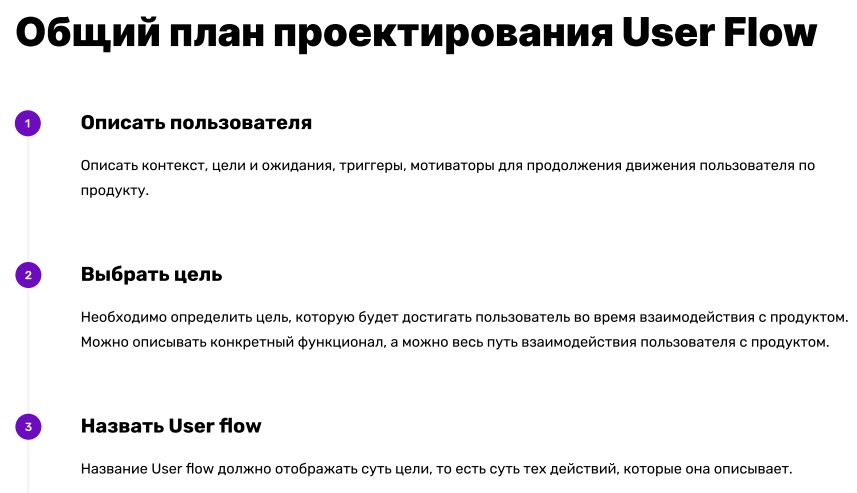 Общий план проектирования User Flow
1
Описать пользователя
Описать контекст, цели и ожидания, триггеры, мотиваторы для продолжения движения пользователя по
продукту.
2
Выбрать цель
Необходимо определить цель, которую будет достигать пользователь во время взаимодействия с продуктом.
Можно описывать конкретный функционал, а можно весь путь взаимодействия пользователя с продуктом.
3
Назвать User flow
Название User flow должно отображать суть цели, то есть суть тех действий, которые она описывает.